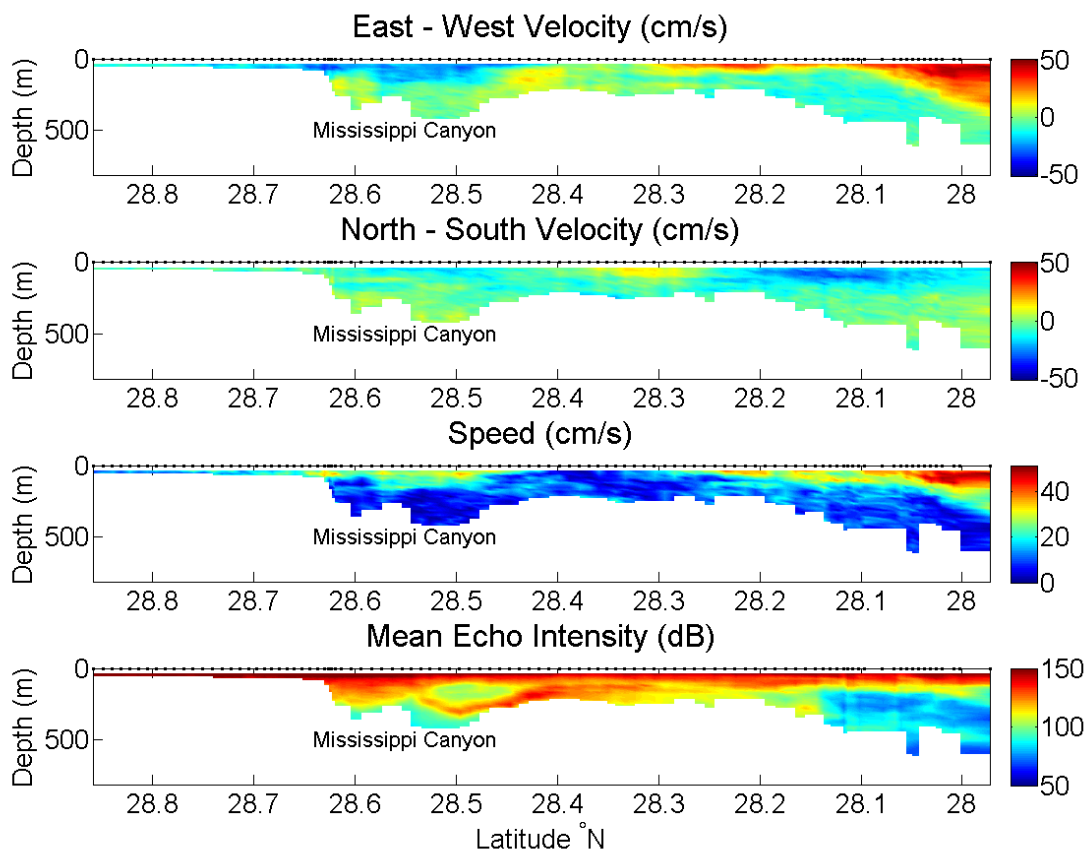 East - West Velocity (cm/s)
Depth (m)
0
500
Mississippi Canyon
28.8 28.7 28.6 28.5 28.4 28.3 28.2 28.1 28
50
0
-50
North - South Velocity (cm/s)
Depth (m)
0
500
Mississippi Canyon
28.8 28.7 28.6 28.5 28.4 28.3 28.2 28.1 28
50
0
-50
Speed (cm/s)
Depth (m)
0
500
Mississippi Canyon
28.8 28.7 28.6 28.5 28.4 28.3 28.2 28.1 28
40
20
0
Mean Echo Intensity (dB)
Depth (m)
0
500
Mississippi Canyon
28.8 28.7 28.6 28.5 28.4 28.3 28.2 28.1 28
150
100
50
Latitude °N